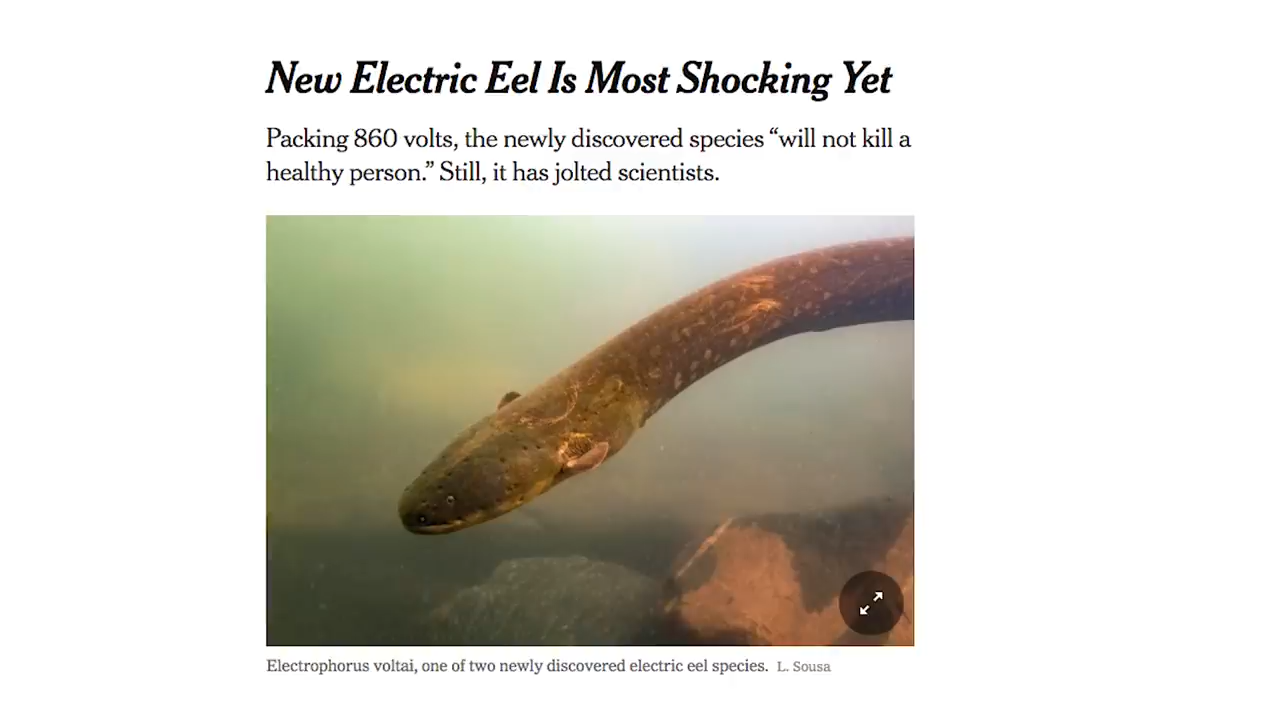 New Electric Eel Is Most Shocking Yet
Packing 860 volts, the newly discovered species “will not kill a
healthy person.” Still, it has jolted scientists.
Electrophorus voltai, one of two newly discovered electric eel species. L. Sousa